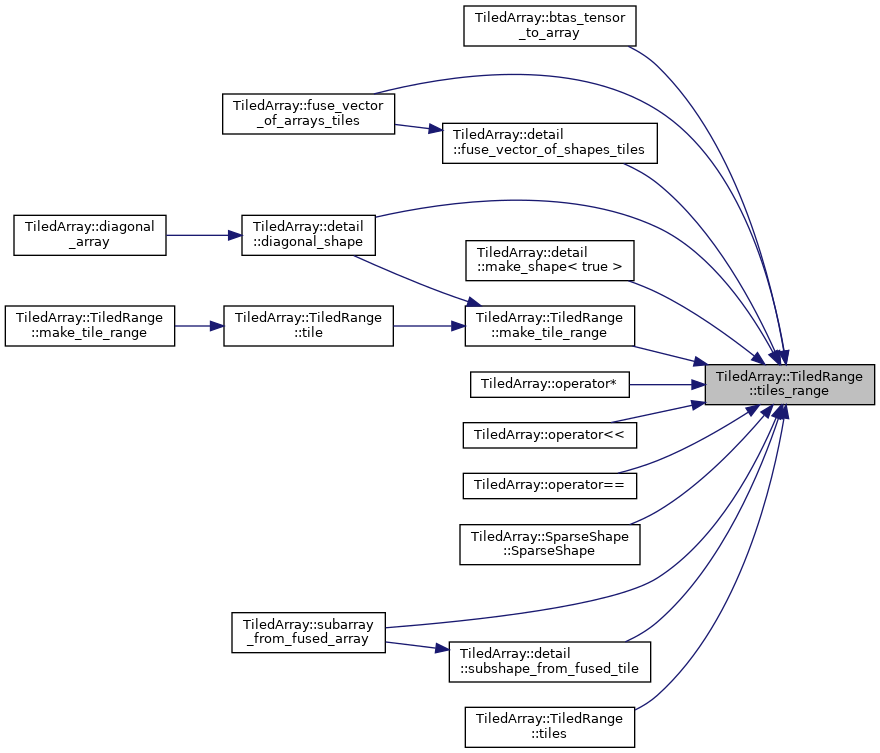 TiledArray::btas_tensor
_to_array
TiledArray::fuse_vector
_of_arrays_tiles
TiledArray::detail
::fuse_vector_of_shapes_tiles
TiledArray::diagonal
_array
TiledArray::detail
::diagonal_shape
TiledArray::detail
::make_shape< true >
TiledArray::TiledRange
::make_tile_range
TiledArray::TiledRange
::tile
TiledArray::TiledRange
::make_tile_range
TiledArray::TiledRange
::tiles_range
TiledArray::operator*
TiledArray::operator<<
TiledArray::operator==
TiledArray::SparseShape
::SparseShape
TiledArray::subarray
_from_fused_array
TiledArray::detail
::subshape_from_fused_tile
TiledArray::TiledRange
::tiles